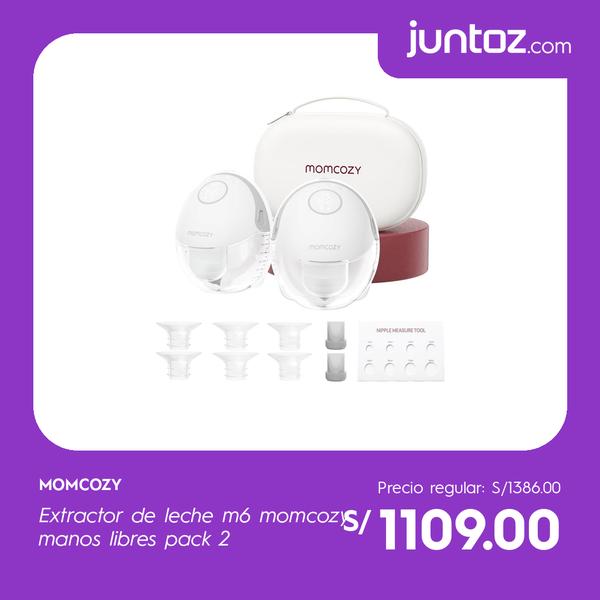 juntoz.com
momcozy
momcozy
momcozy
NIPPLE MEASURE TOOL
MOMCOZY
Precio regular: S/1386.00
Extractor de leche m6 momcozy
manos libres pack 2
S/ 1109.00